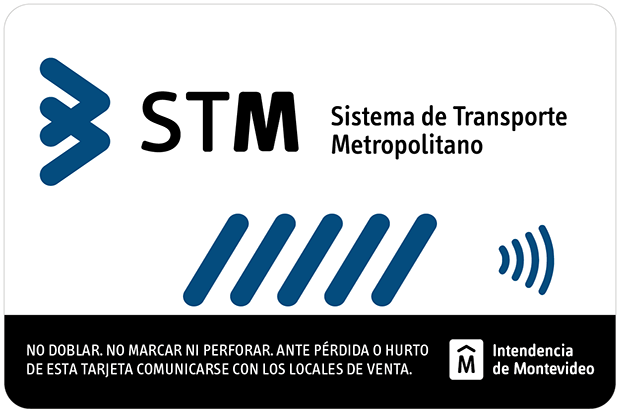 STM
Sistema de Transporte
Metropolitano
NO DOBLAR. NO MARCAR NI PERFORAR. ANTE PÉRDIDA O HURTO
DE ESTA TARJETA COMUNICARSE CON LOS LOCALES DE VENTA.
M
Intendencia
de Montevideo